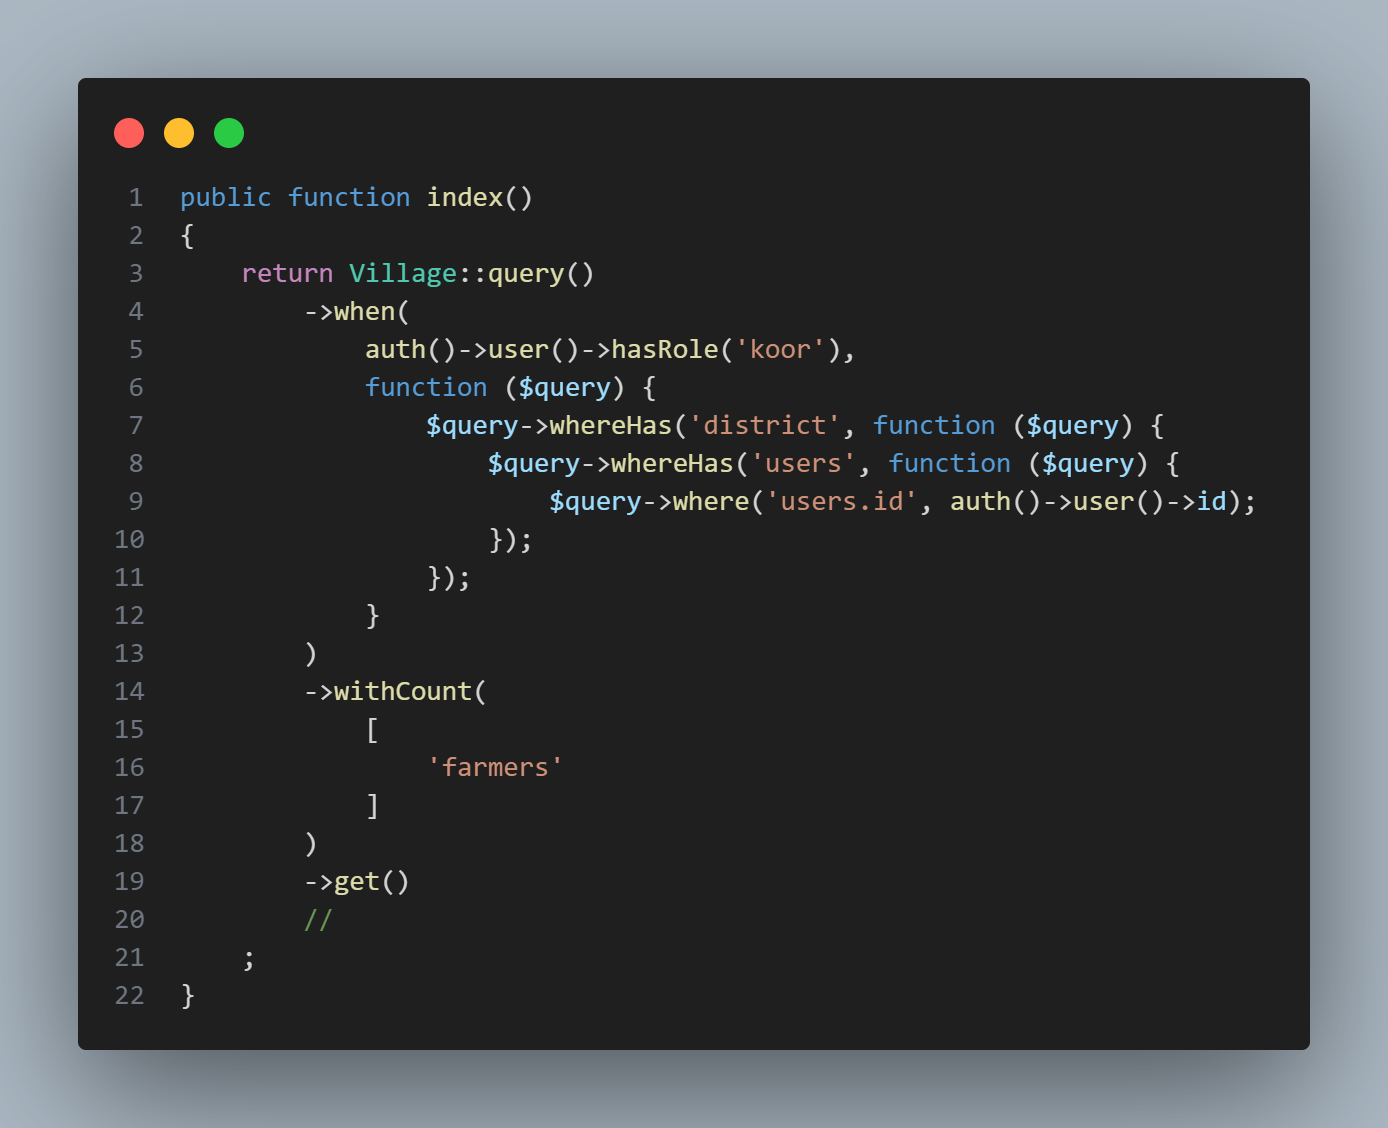 1 public function index()
2 {
3     return Village::query()
4         ->when(
5             auth()->user()->hasRole('koor'),
6             function ($query) {
7                 $query->whereHas('district', function ($query) {
8                     $query->whereHas('users', function ($query) {
9                         $query->where('users.id', auth()->user()->id);
10                     });
11                 });
12             }
13         )
14         ->withCount(
15             [
16                 'farmers'
17             ]
18         )
19         ->get()
20         //
21     ;
22 }